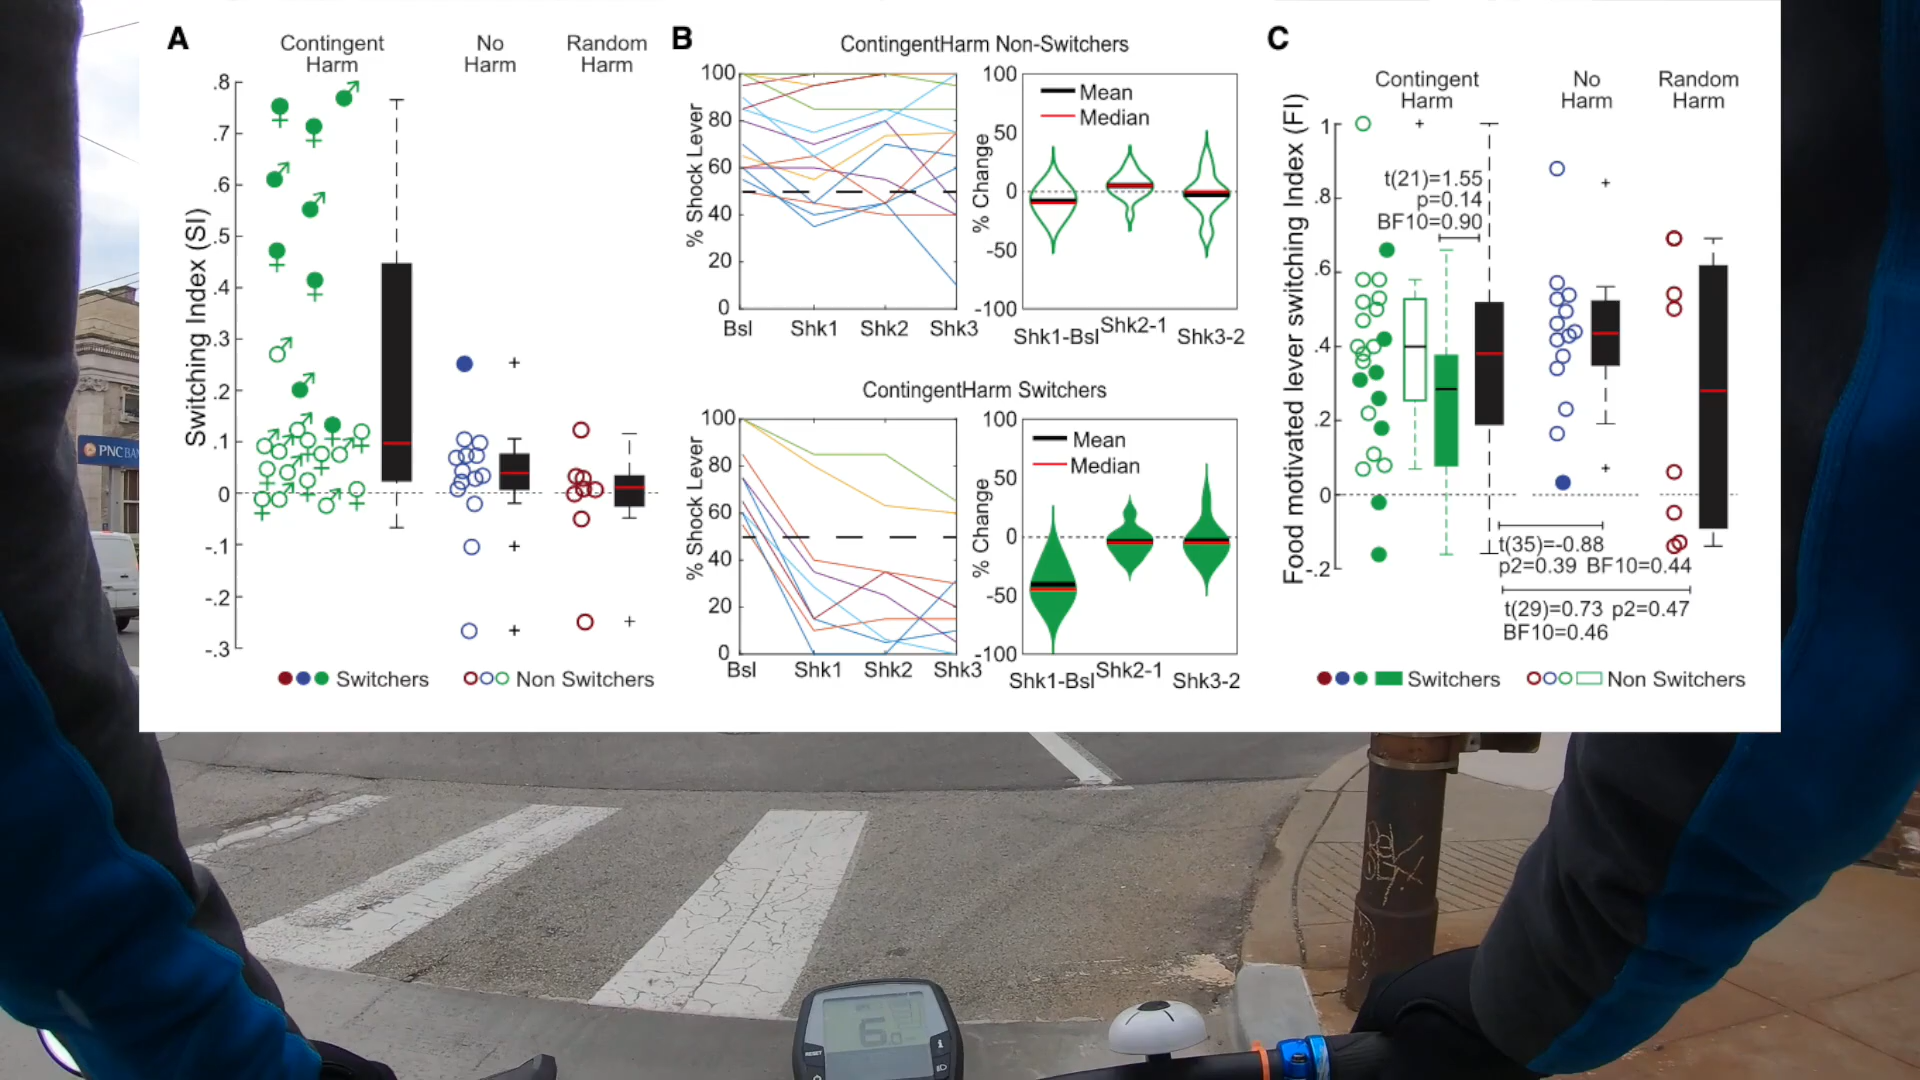 A
Contingent
Harm
No
Harm
Random
Harm
Switching Index (SI)
.8
.7
.6
.5
.4
.3
.2
.1
0
-.1
-.2
-.3
Switchers
Non Switchers
B
ContingentHarm Non-Switchers
% Shock Lever
100
80
60
40
20
0
Bsl
Shk1
Shk2
Shk3
% Change
100
50
0
-50
-100
Mean
Median
Shk1-Bsl
Shk2-1
Shk3-2
ContingentHarm Switchers
% Shock Lever
100
80
60
40
20
0
Bsl
Shk1
Shk2
Shk3
% Change
100
50
0
-50
-100
Mean
Median
Shk1-Bsl
Shk2-1
Shk3-2
C
Contingent
Harm
No
Harm
Random
Harm
Food motivated lever switching Index (FI)
1
.8
.6
.4
.2
0
-.2
t(21)=1.55
p=0.14
BF10=0.90
t(35)=-0.88
p2=0.39 BF10=0.44
t(29)=0.73 p2=0.47
BF10=0.46
Switchers
Non Switchers
PNC BAN
RESET
6.0
i